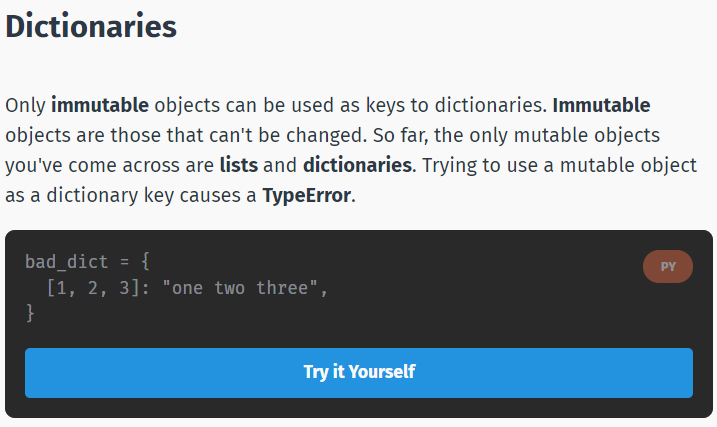 Dictionaries
Only immutable objects can be used as keys to dictionaries. Immutable
objects are those that can't be changed. So far, the only mutable objects
you've come across are lists and dictionaries. Trying to use a mutable object
as a dictionary key causes a TypeError.
PY
bad_dict = {
  [1, 2, 3]: "one two three",
}
Try it Yourself